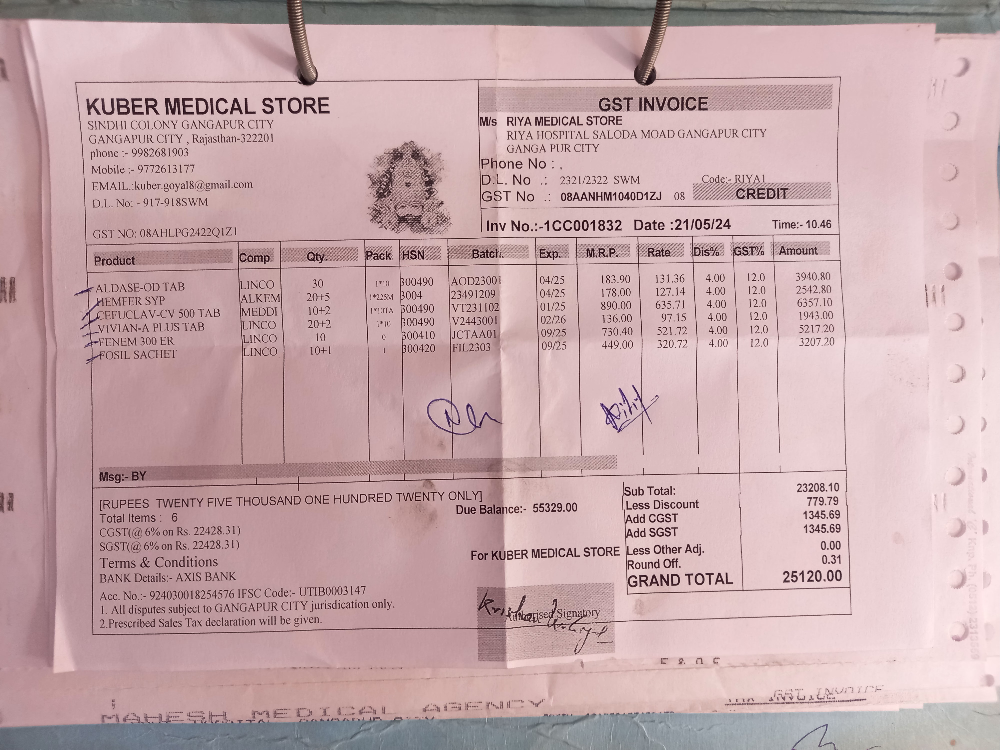 KUBER MEDICAL STORE
SINDHI COLONY GANGAPUR CITY
GANGAPUR CITY , Rajasthan-322201
phone :- 9982681903
Mobile :- 9772613177
EMAIL.:kuber.goyal8@gmail.com
D.L. No: - 917-918SWM
GST NO: 08AHLPG2422Q1Z1
GST INVOICE
M/s RIYA MEDICAL STORE
RIYA HOSPITAL SALODA MOAD GANGAPUR CITY
GANGA PUR CITY
Phone No : ,
D.L. No .: 2321/2322 SWM Code:- RIYA1
GST No .: 08AANHM1040D1ZJ 08 CREDIT
Inv No.:-1CC001832 Date :21/05/24 Time:- 10.46
Product Comp Qty. Pack HSN Batch Exp. M.R.P. Rate Dis% GST% Amount
ALDASE-OD TAB LINCO 30 1*10 300490 AOD23001 04/25 183.90 131.36 4.00 12.0 3940.80
HEMFER SYP ALKEM 20+5 1*225M 3004 23491209 04/25 178.00 127.14 4.00 12.0 2542.80
CEFUCLAV-CV 500 TAB MEDDI 10+2 300490 VT231102 01/25 890.00 635.71 4.00 12.0 6357.10
VIVIAN-A PLUS TAB LINCO 20+2 300490 V2443001 02/26 136.00 97.15 4.00 12.0 1943.00
FENEM 300 ER LINCO 10 300410 JCTAA01 09/25 730.40 521.72 4.00 12.0 5217.20
FOSIL SACHET LINCO 10+1 300420 FIL2303 09/25 449.00 320.72 4.00 12.0 3207.20
Msg:- BY
[RUPEES TWENTY FIVE THOUSAND ONE HUNDRED TWENTY ONLY]
Total Items : 6
Due Balance:- 55329.00
CGST(@ 6% on Rs. 22428.31)
SGST(@ 6% on Rs. 22428.31)
Terms & Conditions
BANK Details:- AXIS BANK
Acc. No.:- 924030018254576 IFSC Code:- UTIB0003147
1. All disputes subject to GANGAPUR CITY jurisdication only.
2.Prescribed Sales Tax declaration will be given.
For KUBER MEDICAL STORE
Authorised Signatory
Sub Total: 23208.10
Less Discount 779.79
Add CGST 1345.69
Add SGST 1345.69
Less Other Adj. 0.00
Round Off. 0.31
GRAND TOTAL 25120.00
MAHESH MEDICAL AGENCY
GST INVOICE